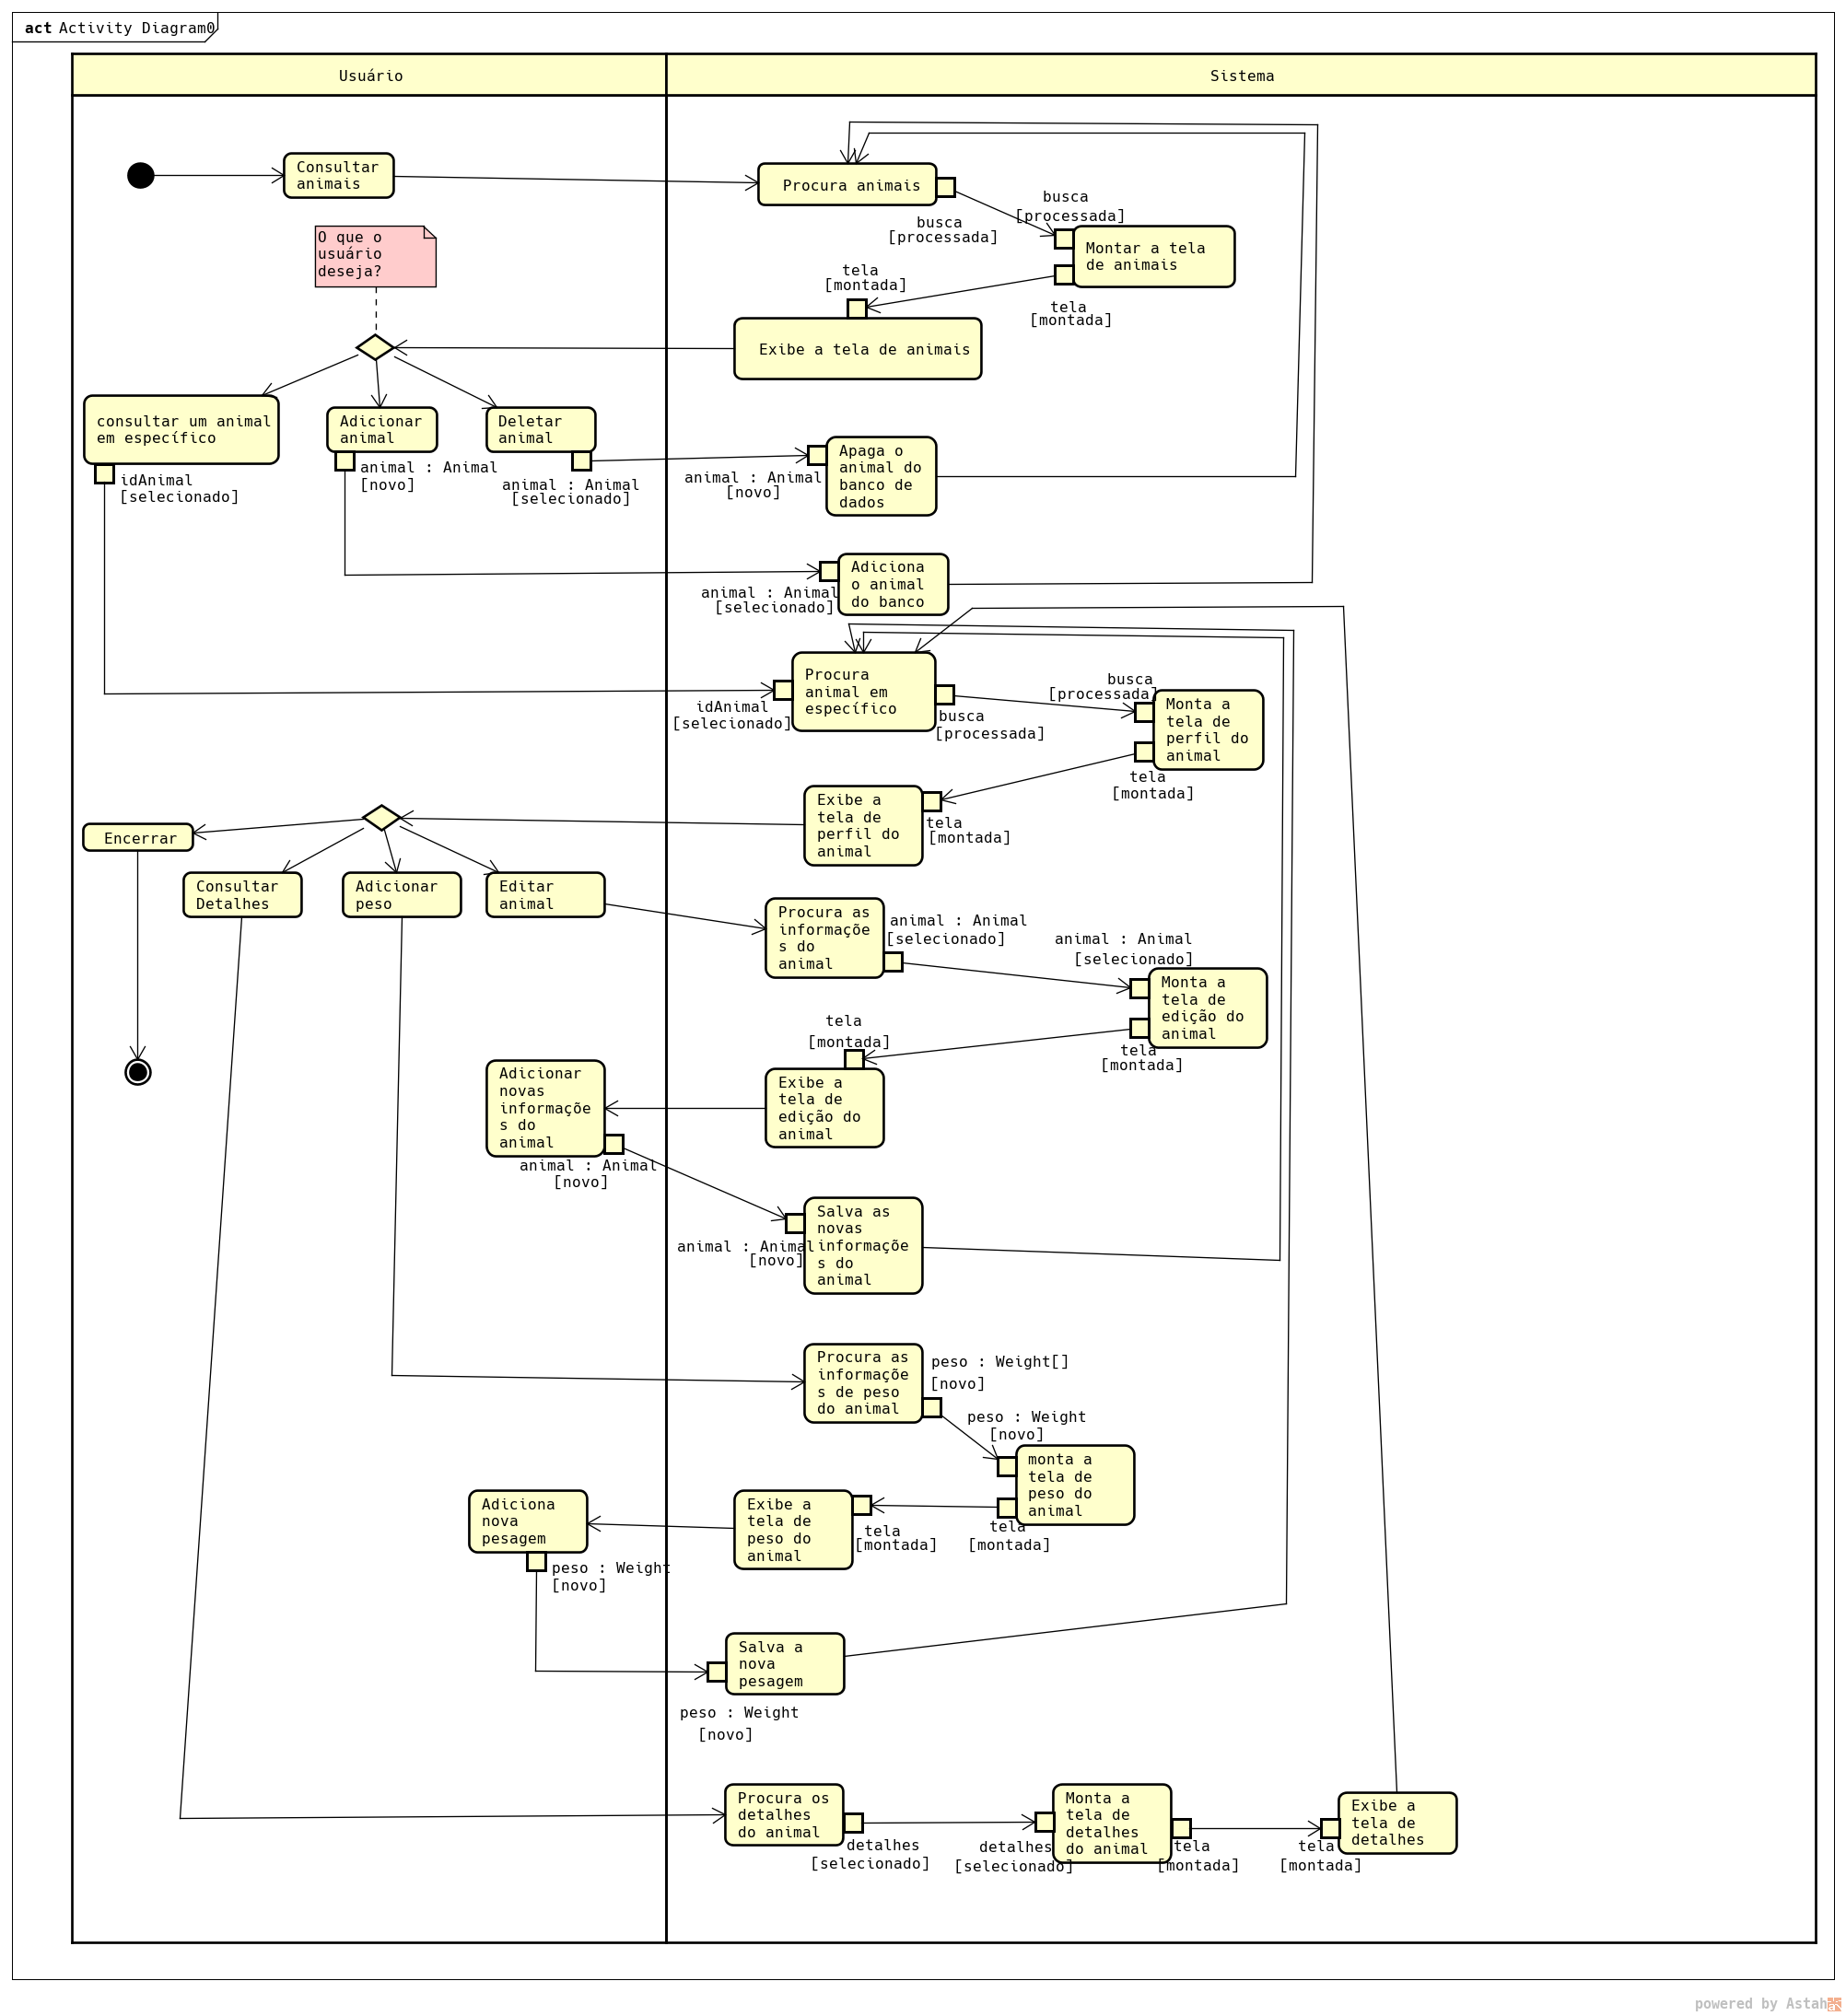 act Activity Diagram0
Usuário
Sistema
Consultar
animais
Procura animais
busca
[processada]
busca
[processada]
Montar a tela
de animais
O que o
usuário
deseja?
tela
[montada]
tela
[montada]
Exibe a tela de animais
consultar um animal
em específico
Adicionar
animal
Deletar
animal
idAnimal
[selecionado]
animal : Animal
[novo]
animal : Animal
[selecionado]
animal : Animal
[novo]
Apaga o
animal do
banco de
dados
animal : Animal
[selecionado]
Adiciona
o animal
do banco
Procura
animal em
específico
idAnimal
[selecionado]
busca
[processada]
busca
[processada]
Monta a
tela de
perfil do
animal
tela
[montada]
Exibe a
tela de
perfil do
animal
tela
[montada]
Encerrar
Consultar
Detalhes
Adicionar
peso
Editar
animal
Procura as
informaçõe
s do
animal
animal : Animal
[selecionado]
animal : Animal
[selecionado]
Monta a
tela de
edição do
animal
tela
[montada]
tela
[montada]
Exibe a
tela de
edição do
animal
Adicionar
novas
informaçõe
s do
animal
animal : Animal
[novo]
animal : Animal
[novo]
Salva as
novas
informaçõe
s do
animal
Procura as
informaçõe
s de peso
do animal
peso : Weight[]
[novo]
peso : Weight
[novo]
monta a
tela de
peso do
animal
tela
[montada]
Exibe a
tela de
peso do
animal
tela
[montada]
Adiciona
nova
pesagem
peso : Weight
[novo]
Salva a
nova
pesagem
peso : Weight
[novo]
Procura os
detalhes
do animal
detalhes
[selecionado]
detalhes
[selecionado]
Monta a
tela de
detalhes
do animal
tela
[montada]
tela
[montada]
Exibe a
tela de
detalhes
powered by Astah